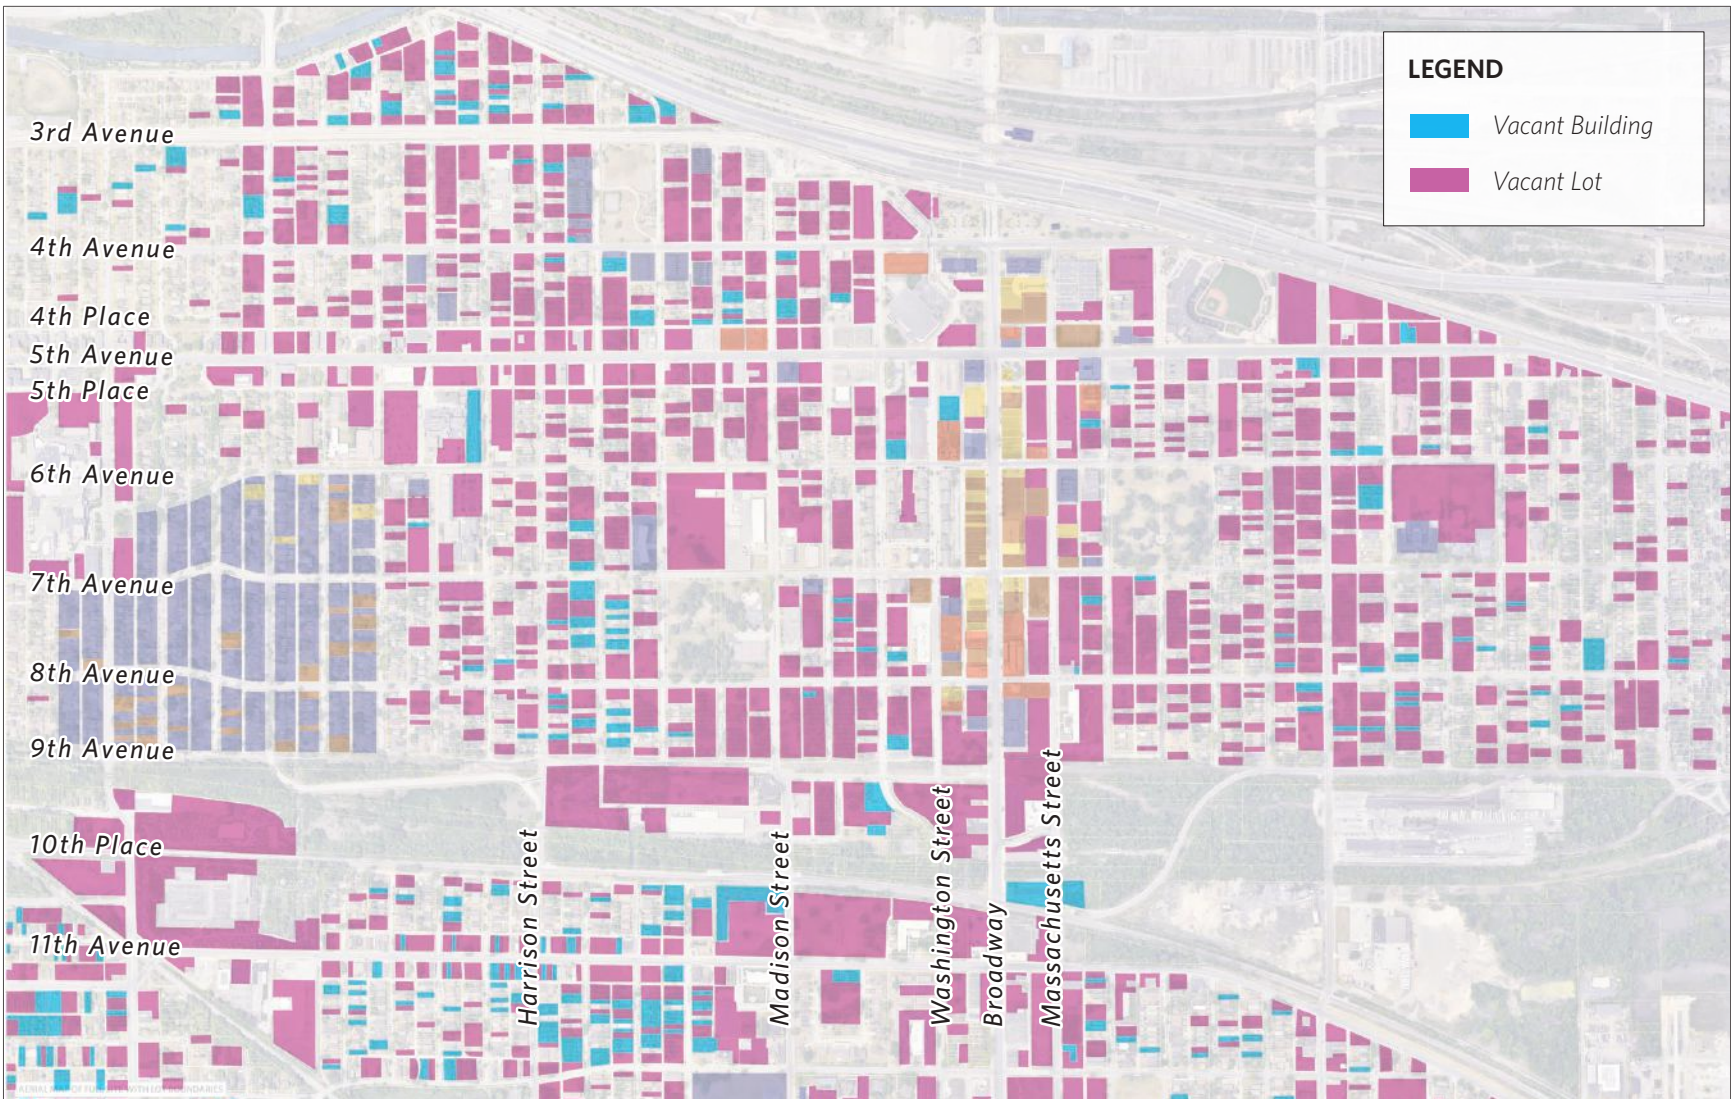 LEGEND
Vacant Building
Vacant Lot
3rd Avenue
4th Avenue
4th Place
5th Avenue
5th Place
6th Avenue
7th Avenue
8th Avenue
9th Avenue
10th Place
11th Avenue
Harrison Street
Madison Street
Washington Street
Broadway
Massachusetts Street